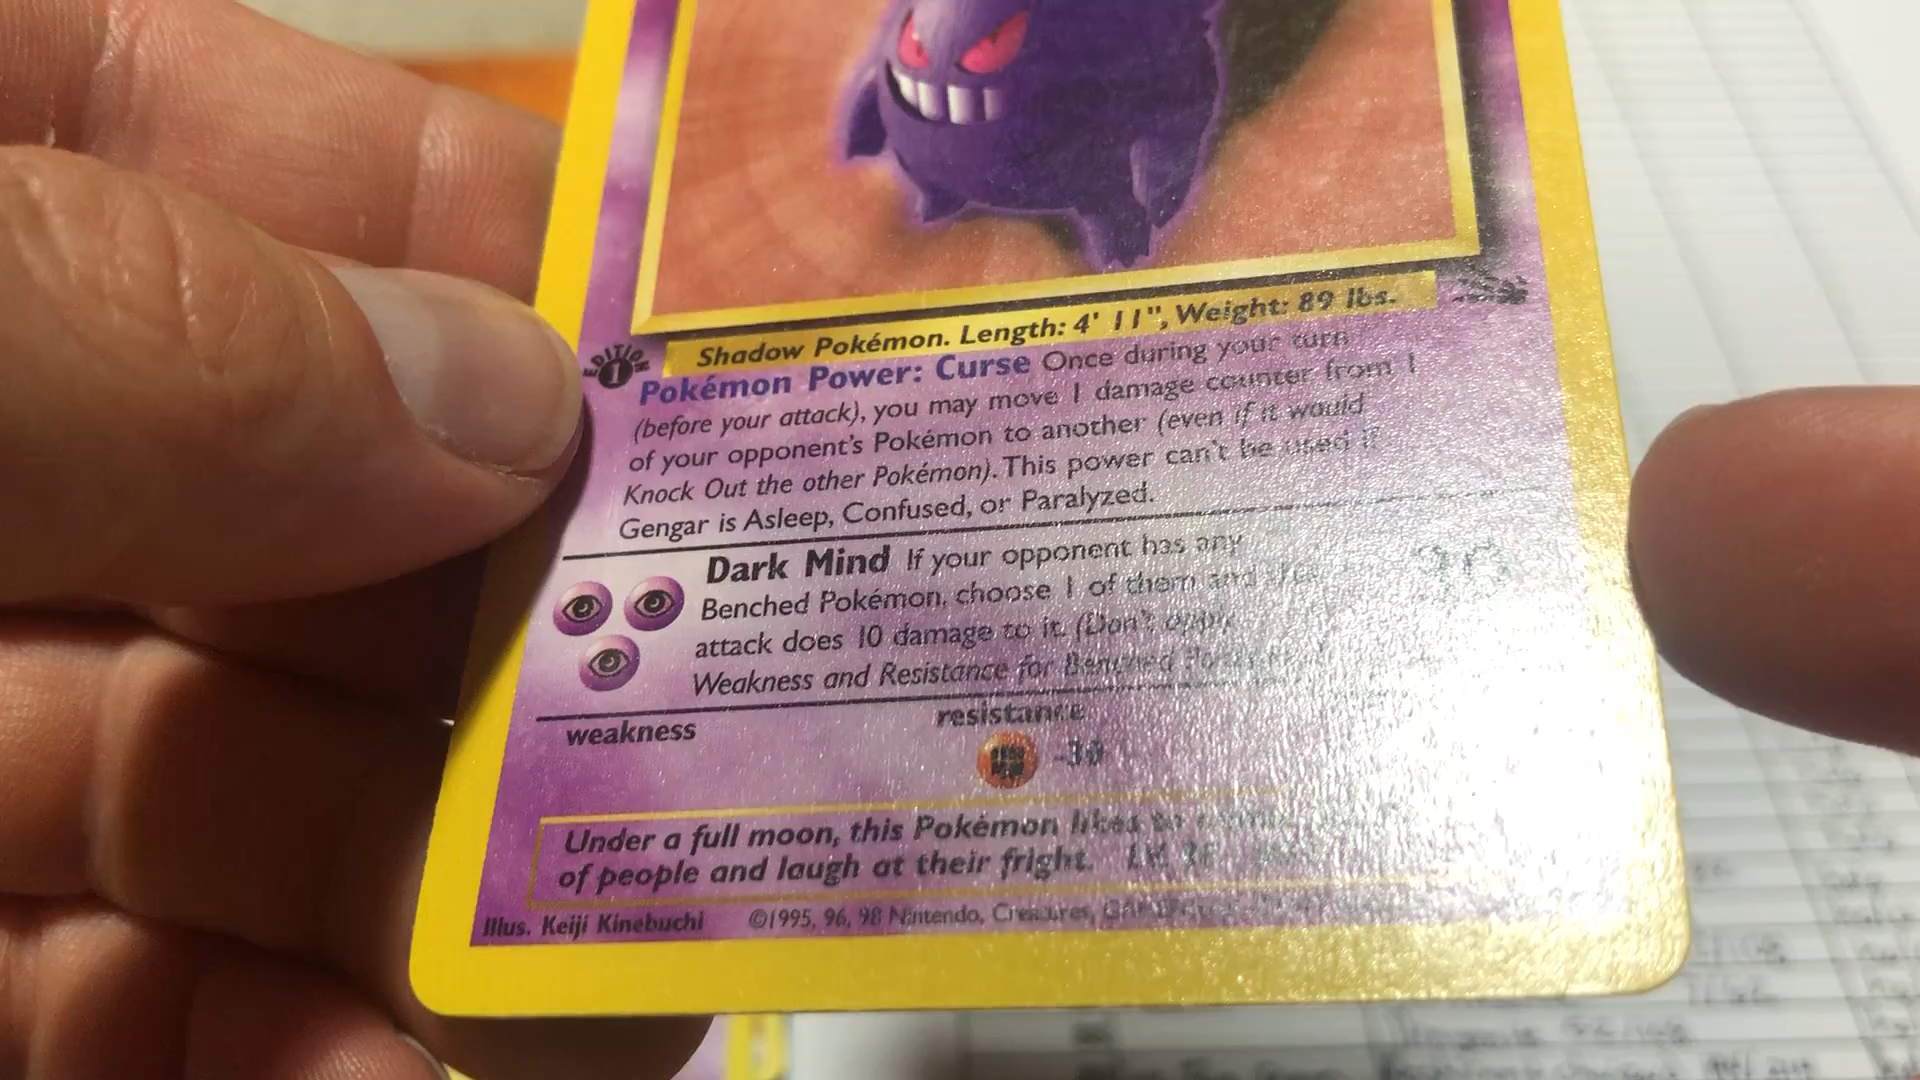 Shadow Pokémon. Length: 4' 11", Weight: 89 lbs.
EDITION
1
Pokémon Power: Curse Once during your turn
(before your attack), you may move 1 damage counter from 1
of your opponent's Pokémon to another (even if it would
Knock Out the other Pokémon). This power can't be used if
Gengar is Asleep, Confused, or Paralyzed.
Dark Mind If your opponent has any
Benched Pokémon, choose 1 of them and this
30
attack does 10 damage to it. (Don't apply
Weakness and Resistance for Benched
weakness
resistance
-30
Under a full moon, this Pokémon likes to
of people and laugh at their fright. LV.
Illus. Keiji Kinebuchi ©1995, 96, 98 Nintendo, Creatures,